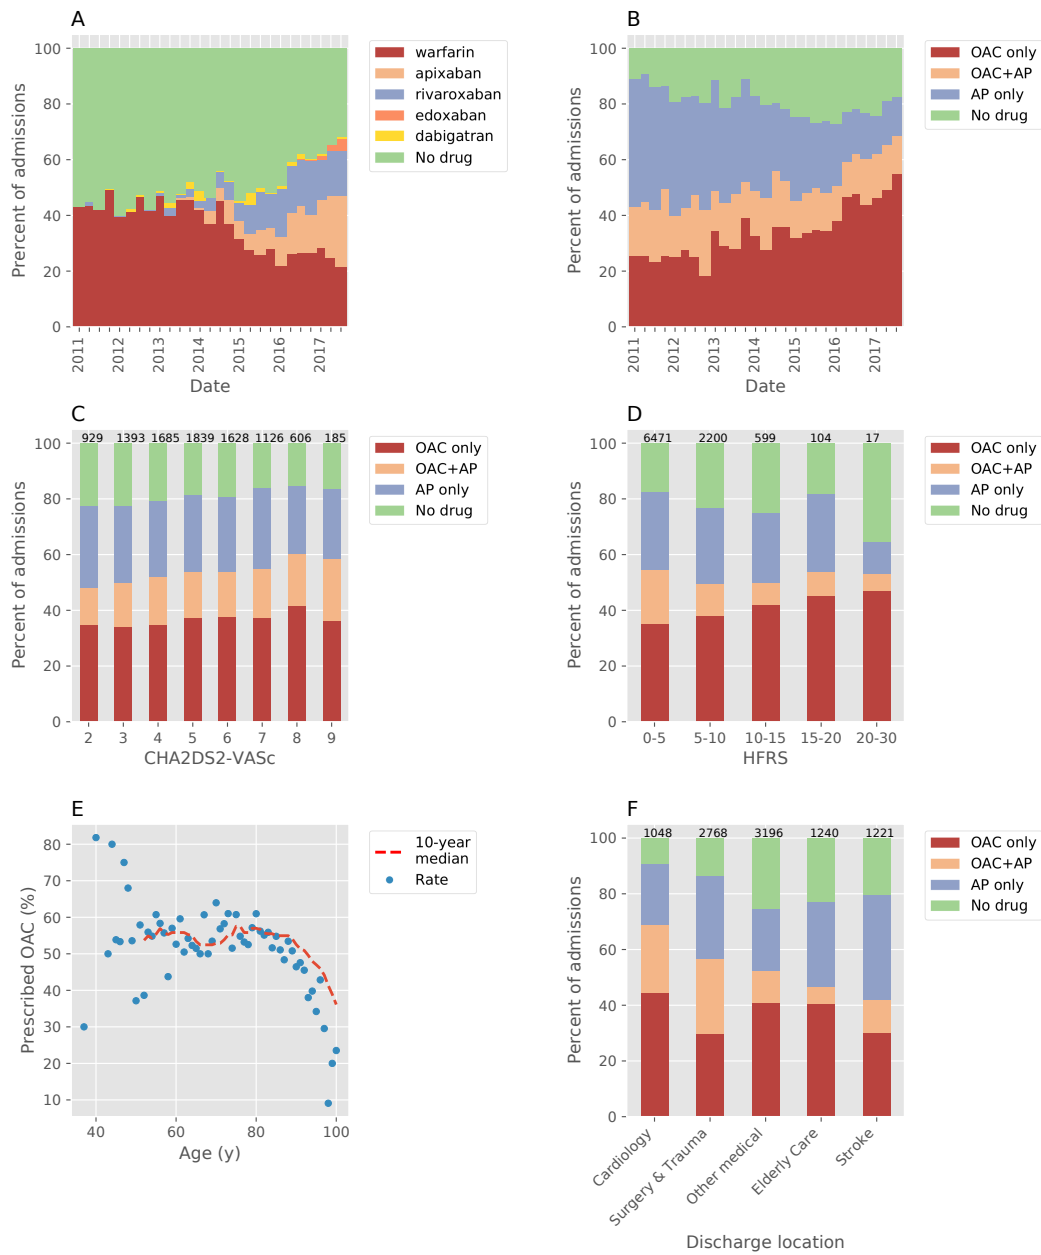 A
Prercent of admissions
100
80
60
40
20
0
2011
2012
2013
2014
2015
2016
2017
Date
warfarin
apixaban
rivaroxaban
edoxaban
dabigatran
No drug
B
Percent of admissions
100
80
60
40
20
0
2011
2012
2013
2014
2015
2016
2017
Date
OAC only
OAC+AP
AP only
No drug
C
Percent of admissions
100
80
60
40
20
0
929 1393 1685 1839 1628 1126 606 185
2 3 4 5 6 7 8 9
CHA2DS2-VASc
OAC only
OAC+AP
AP only
No drug
D
Percent of admissions
100
80
60
40
20
0
6471 2200 599 104 17
0-5 5-10 10-15 15-20 20-30
HFRS
OAC only
OAC+AP
AP only
No drug
E
Prescribed OAC (%)
80
70
60
50
40
30
20
10
40 60 80 100
Age (y)
10-year
median
Rate
F
Percent of admissions
100
80
60
40
20
0
1048 2768 3196 1240 1221
Cardiology
Surgery & Trauma
Other medical
Elderly Care
Stroke
Discharge location
OAC only
OAC+AP
AP only
No drug